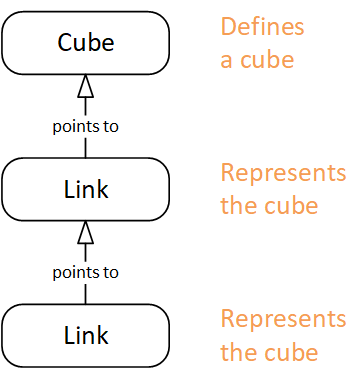 Cube
Defines
a cube
points to
Link
Represents
the cube
points to
Link
Represents
the cube